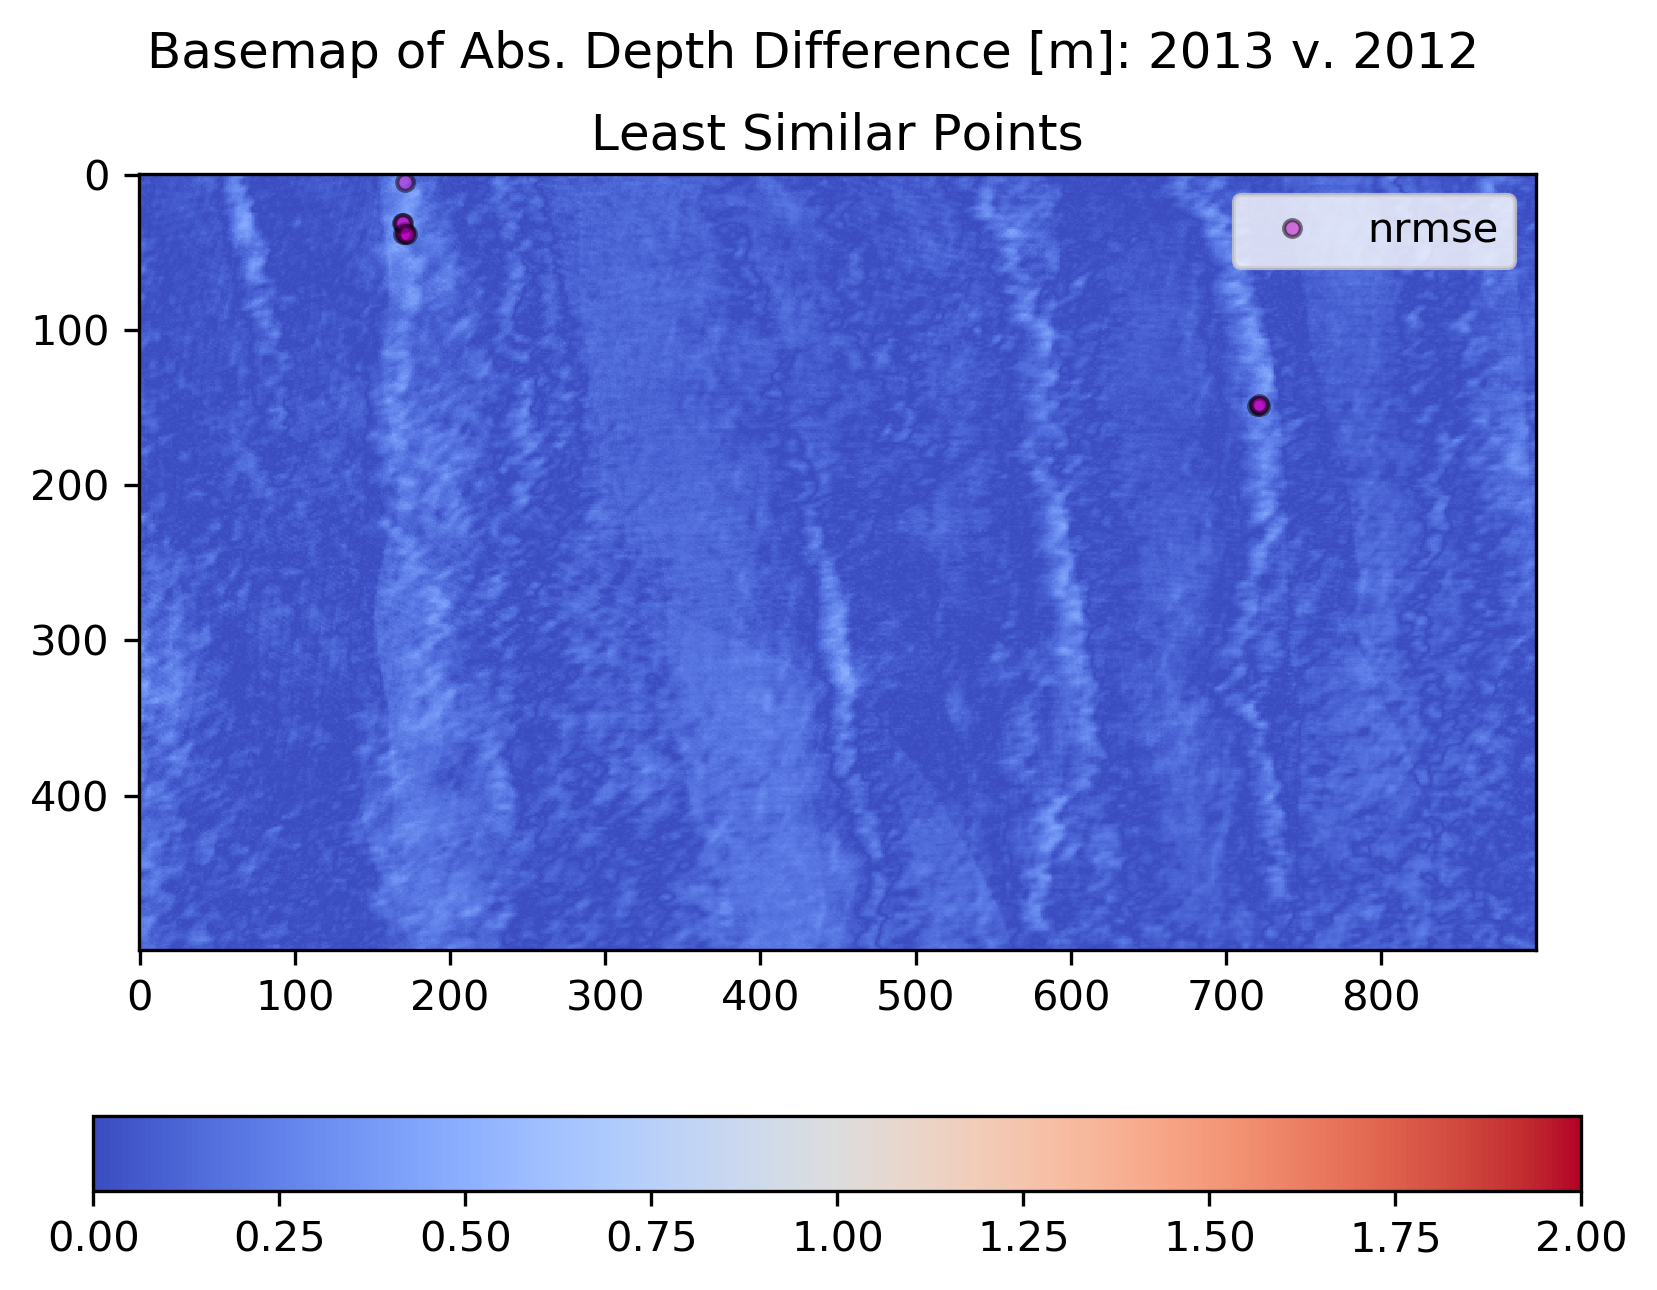 Basemap of Abs. Depth Difference [m]: 2013 v. 2012
Least Similar Points
nrmse
0
100
200
300
400
0 100 200 300 400 500 600 700 800
0.00 0.25 0.50 0.75 1.00 1.25 1.50 1.75 2.00